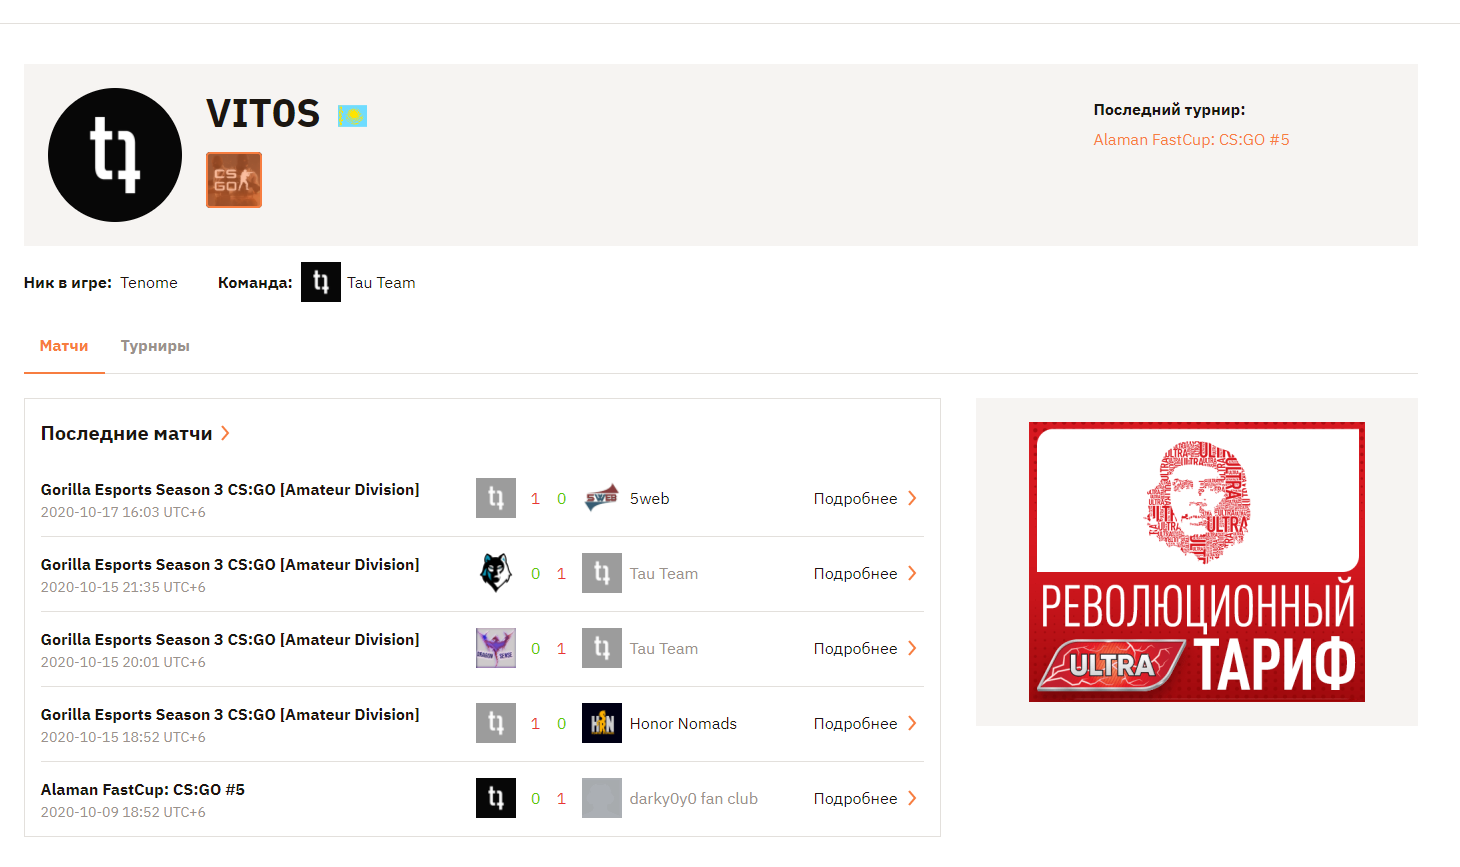 VIT0S
CS
GO
Последний турнир:
Alaman FastCup: CS:GO #5
Ник в игре: Tenome
Команда: Tau Team
Матчи Турниры
Последние матчи
Gorilla Esports Season 3 CS:GO [Amateur Division]
2020-10-17 16:03 UTC+6
1 0 5WEB 5web Подробнее
Gorilla Esports Season 3 CS:GO [Amateur Division]
2020-10-15 21:35 UTC+6
0 1 Tau Team Подробнее
Gorilla Esports Season 3 CS:GO [Amateur Division]
2020-10-15 20:01 UTC+6
DRAGON SENSE 0 1 Tau Team Подробнее
Gorilla Esports Season 3 CS:GO [Amateur Division]
2020-10-15 18:52 UTC+6
1 0 HRN Honor Nomads Подробнее
Alaman FastCup: CS:GO #5
2020-10-09 18:52 UTC+6
0 1 darky0y0 fan club Подробнее
ULTRA
РЕВОЛЮЦИОННЫЙ
ULTRA ТАРИФ